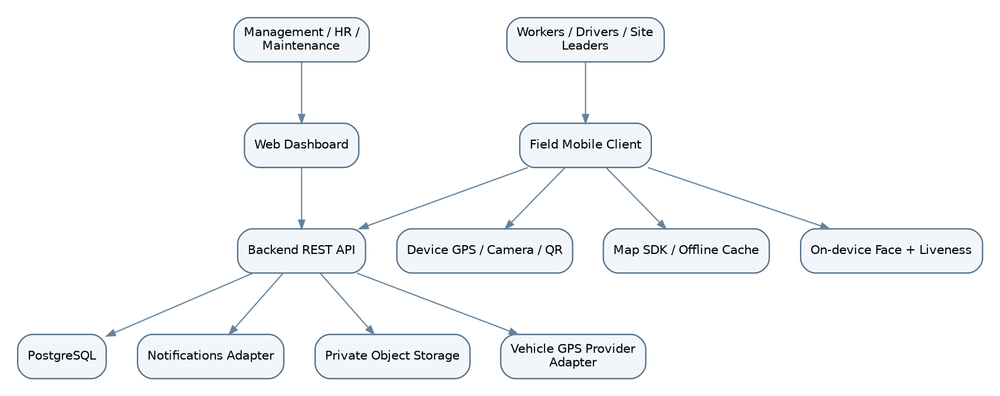 Management / HR /
Maintenance
Workers / Drivers / Site
Leaders
Web Dashboard
Field Mobile Client
Backend REST API
Device GPS / Camera / QR
Map SDK / Offline Cache
On-device Face + Liveness
PostgreSQL
Notifications Adapter
Private Object Storage
Vehicle GPS Provider
Adapter